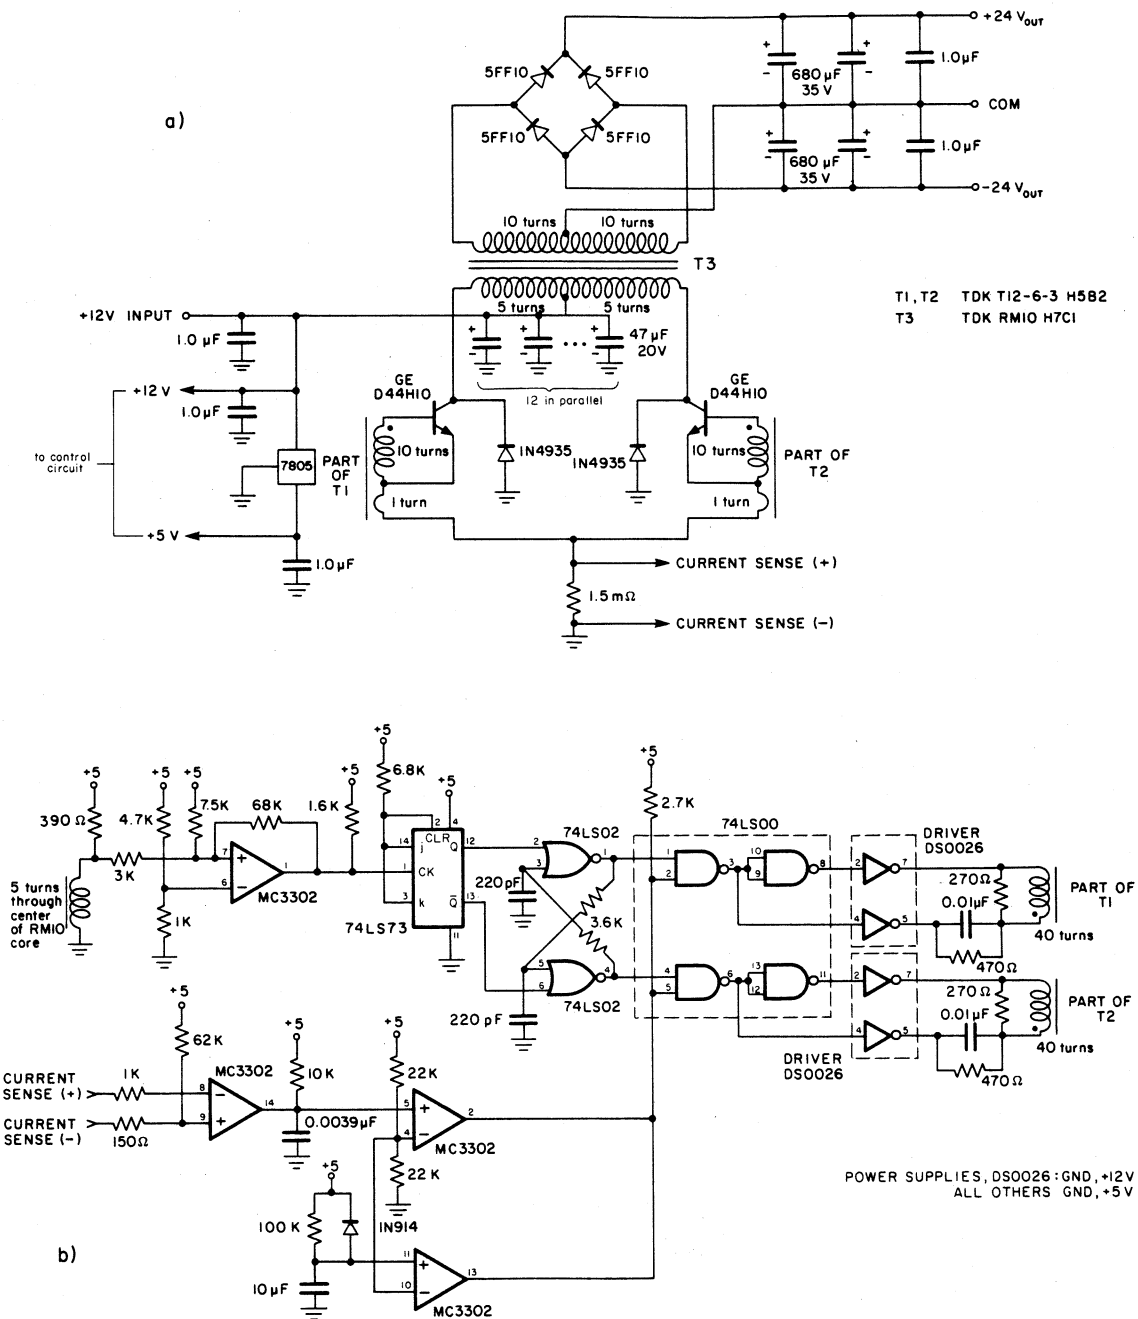 a)
+24 VOUT
5FF10
5FF10
5FF10
5FF10
+
-
680 µF
35 V
+
-
1.0µF
COM
+
-
680 µF
35 V
+
-
1.0µF
-24 VOUT
10 turns
10 turns
T3
5 turns
5 turns
T1, T2 TDK T12-6-3 H5B2
T3 TDK RM10 H7C1
+12V INPUT
1.0 µF
+
-
+
-
...
+
-
47µF
20V
12 in parallel
GE
D44H10
GE
D44H10
+12 V
1.0µF
to control
circuit
7805
PART
OF
T1
10 turns
1N4935
1N4935
10 turns
PART OF
T2
1 turn
1 turn
+5 V
1.0µF
CURRENT SENSE (+)
1.5mΩ
CURRENT SENSE (-)
+5
+5
+5
+5
+5
+5
+5
390 Ω
4.7K
7.5K
68K
1.6K
6.8K
2.7K
3K
7
+
6
-
1
MC3302
1K
5 turns
through
center
of RM10
core
2
4
CLR
Q
12
14
j
1
CK
3
k
Q
13
11
74LS73
74LS02
2
3
1
220pF
3.6K
5
6
4
74LS02
220 pF
74LS00
1
2
3
10
9
8
4
5
6
13
12
11
DRIVER
DS0026
2
7
4
5
270Ω
0.01µF
470Ω
40 turns
PART OF
T1
2
7
4
5
270Ω
0.01µF
470Ω
40 turns
PART OF
T2
DRIVER
DS0026
+5
62K
+5
10K
+5
22K
CURRENT
SENSE (+)
1K
CURRENT
SENSE (-)
150Ω
MC3302
8
-
9
+
14
0.0039µF
5
+
4
-
2
MC3302
22K
+5
100K
1N914
10µF
11
+
10
-
13
MC3302
POWER SUPPLIES, DS0026: GND, +12V
ALL OTHERS GND, +5V
b)